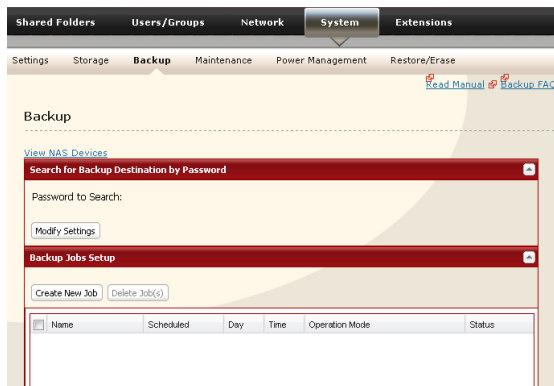 Shared Folders Users/Groups Network System Extensions
Settings Storage Backup Maintenance Power Management Restore/Erase
Read Manual Backup FAQ
Backup
View NAS Devices
Search for Backup Destination by Password
Password to Search:
Modify Settings
Backup Jobs Setup
Create New Job Delete Job(s)
Name Scheduled Day Time Operation Mode Status